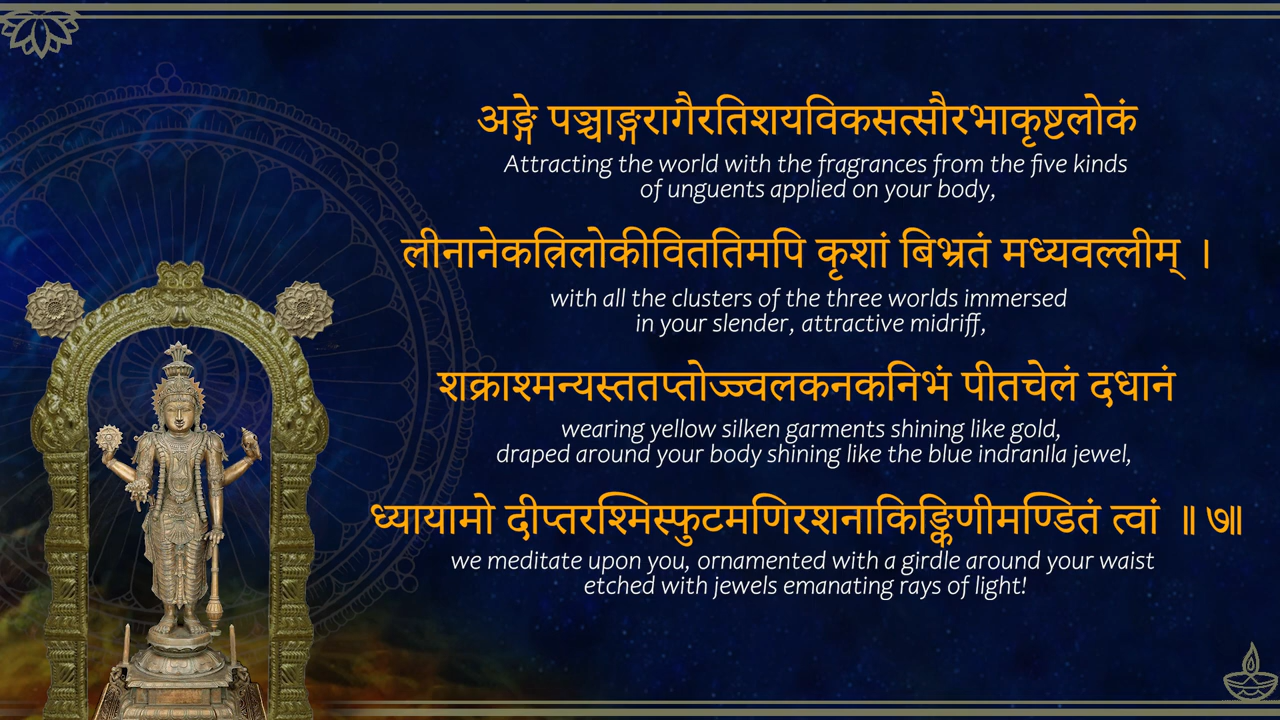 अङ्गे पञ्चाङ्गरागैरतिशयविकसत्सौरभाकृष्टलोकं
Attracting the world with the fragrances from the five kinds
of unguents applied on your body,
लीनानेकत्रिलोकीविततिमपि कृशां बिभ्रतं मध्यवल्लीम् ।
with all the clusters of the three worlds immersed
in your slender, attractive midriff,
शक्राश्मन्यस्ततप्तोज्ज्वलकनकनिभं पीतचेलं दधानं
wearing yellow silken garments shining like gold,
draped around your body shining like the blue indranlla jewel,
ध्यायामो दीप्तरश्मिस्फुटमणिरशनाकिङ्किणीमण्डितं त्वां ॥ ७॥
we meditate upon you, ornamented with a girdle around your waist
etched with jewels emanating rays of light!